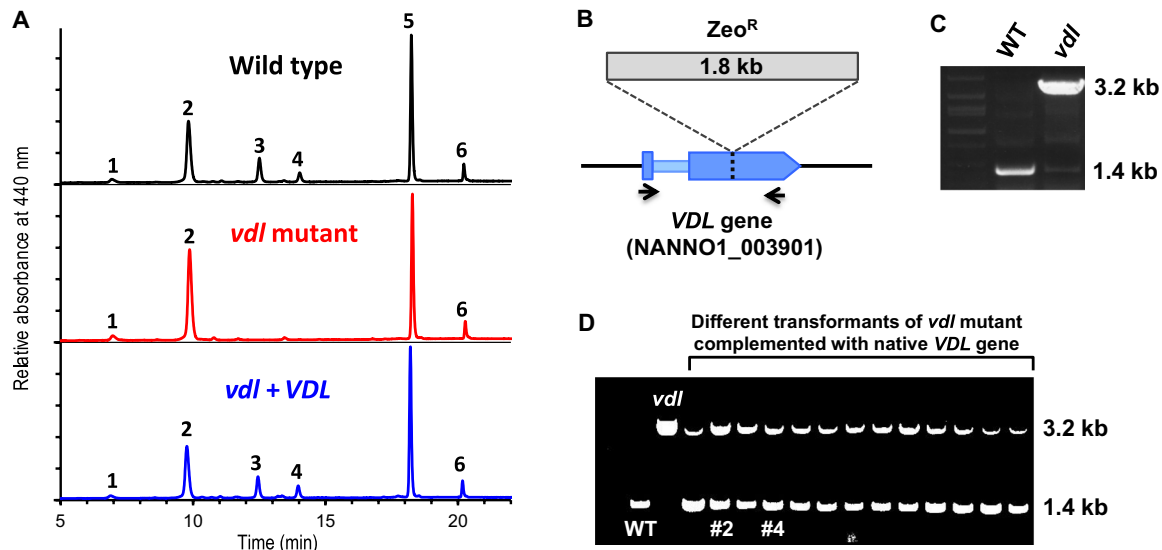 A
Relative absorbance at 440 nm
Wild type
1
2
3
4
5
6
vdl mutant
1
2
6
vdl + VDL
1
2
3
4
6
5
10
15
20
Time (min)
B
Zeo^R
1.8 kb
VDL gene
(NANNO1_003901)
C
WT
vdl
3.2 kb
1.4 kb
D
Different transformants of vdl mutant
complemented with native VDL gene
vdl
3.2 kb
1.4 kb
WT
#2
#4